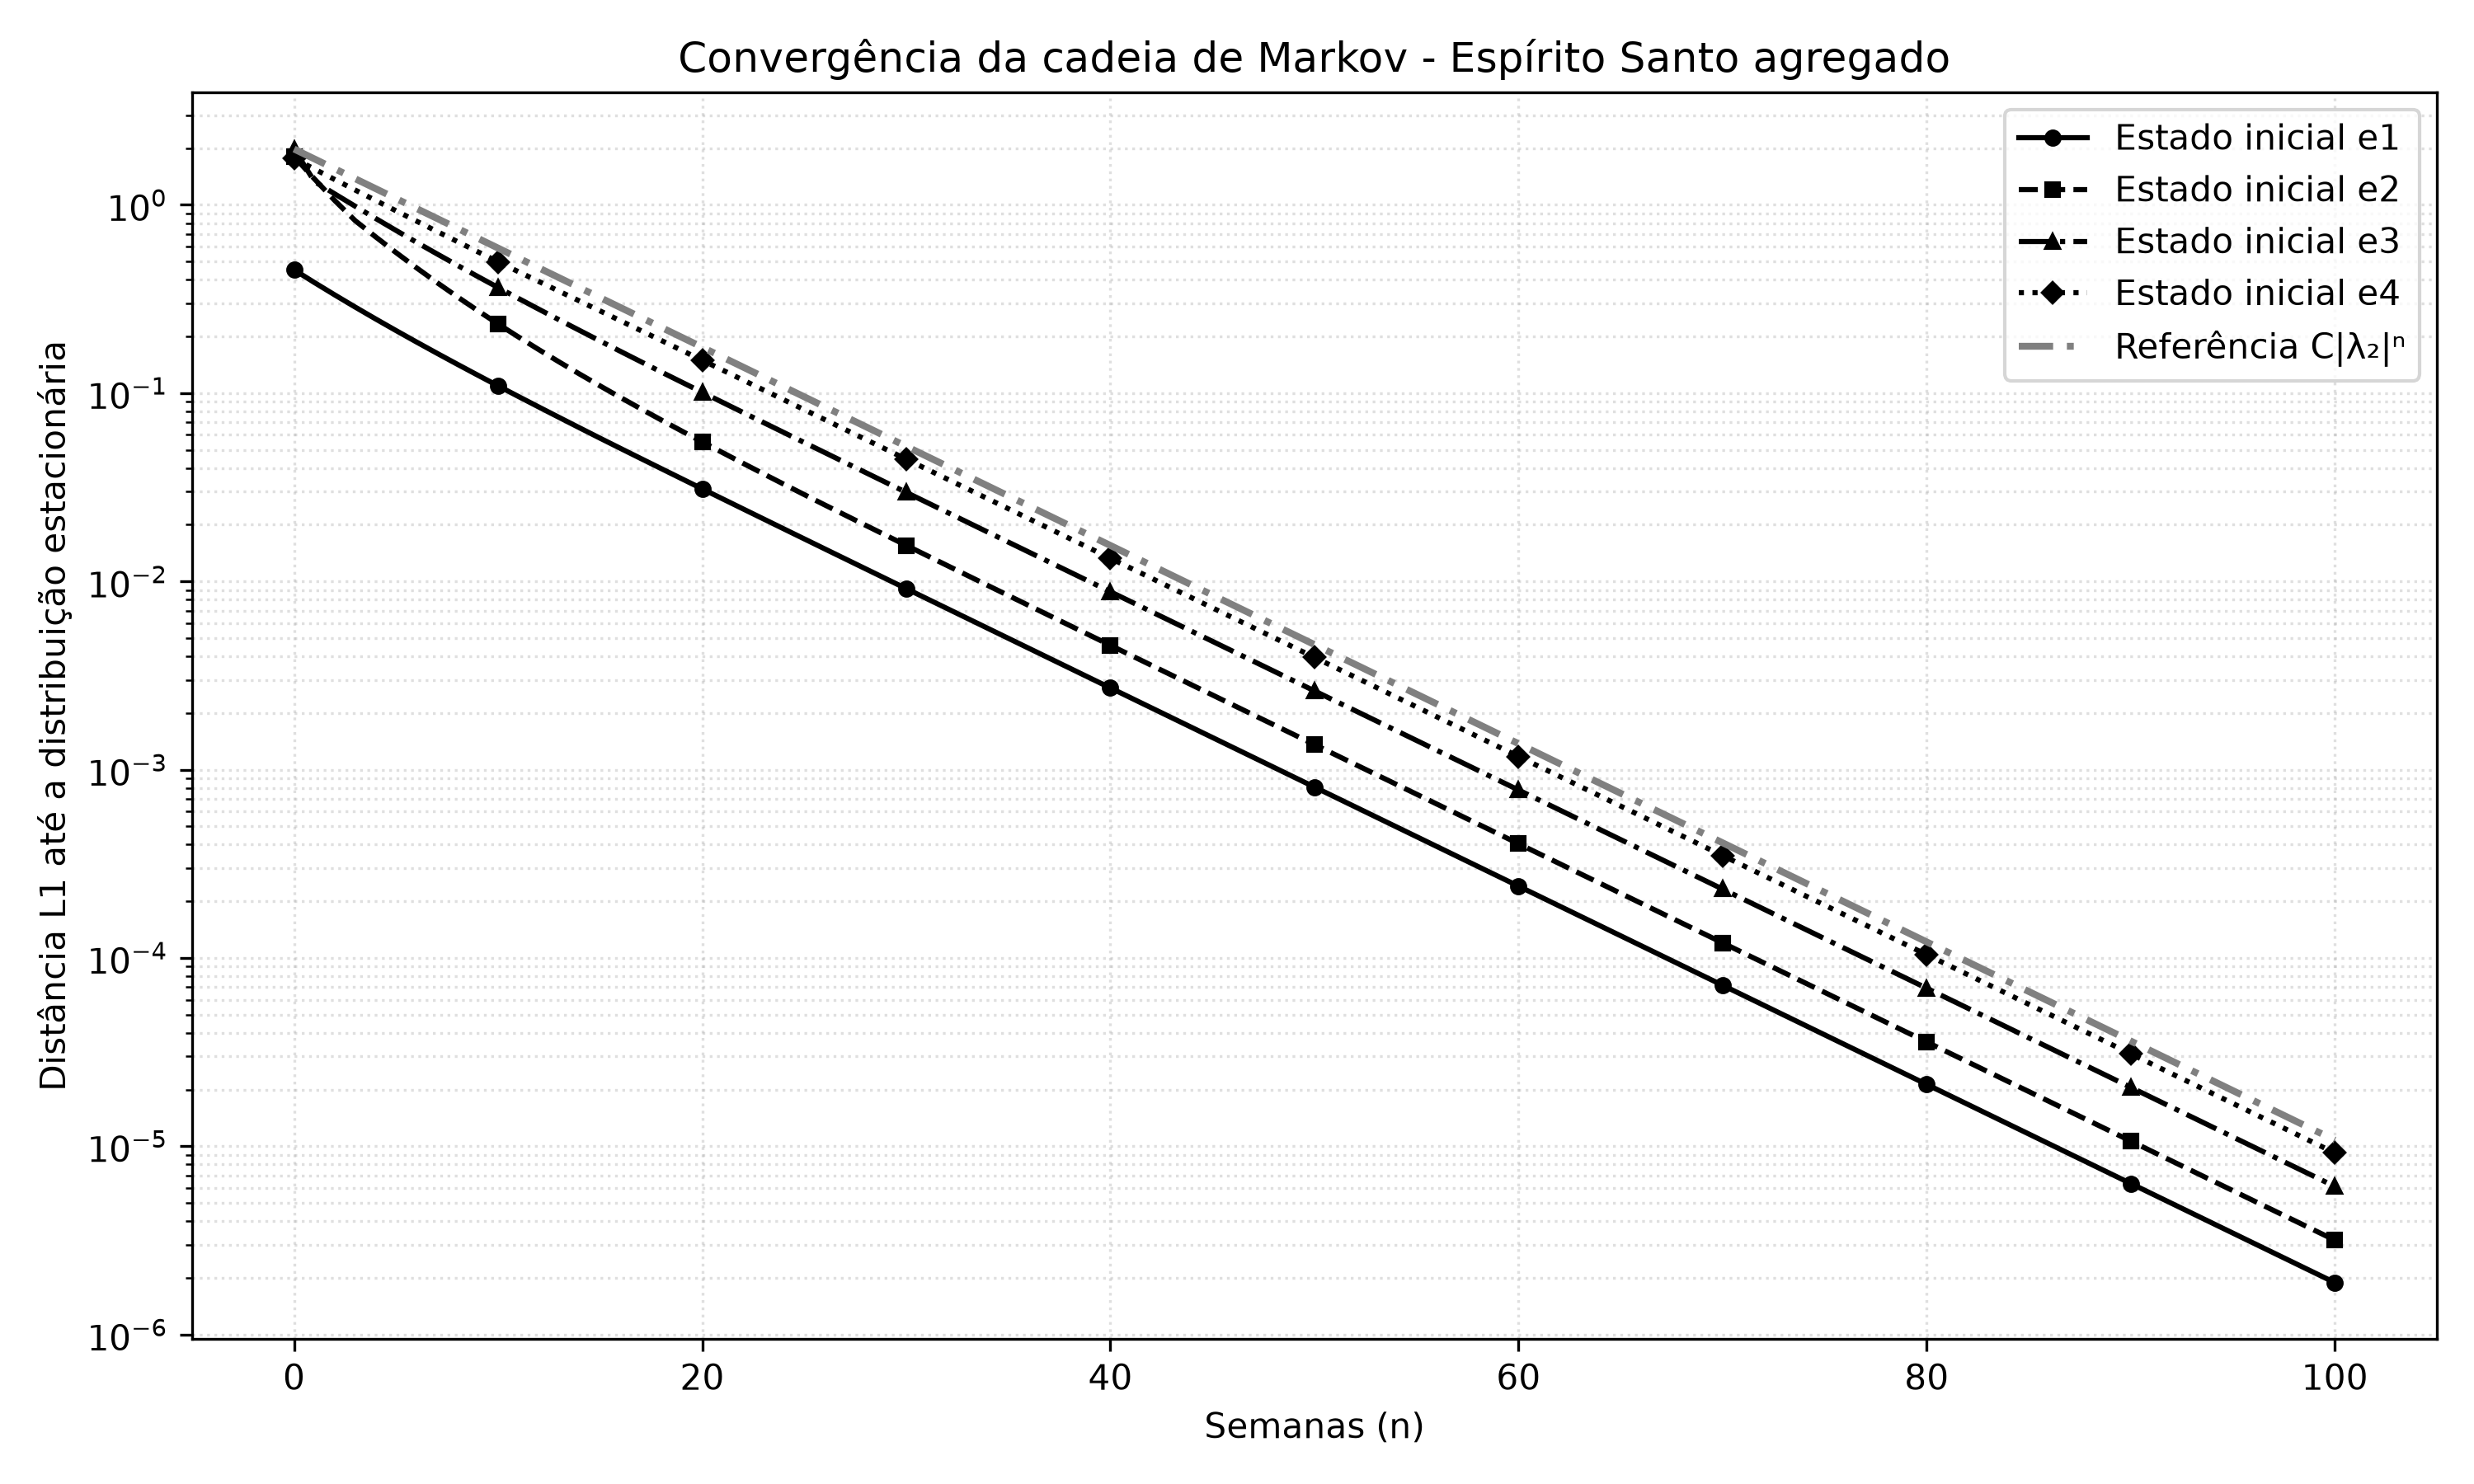 Convergência da cadeia de Markov - Espírito Santo agregado
Distância L1 até a distribuição estacionária
10⁰
10⁻¹
10⁻²
10⁻³
10⁻⁴
10⁻⁵
10⁻⁶
Estado inicial e1
Estado inicial e2
Estado inicial e3
Estado inicial e4
Referência C|λ₂|ⁿ
0 20 40 60 80 100
Semanas (n)